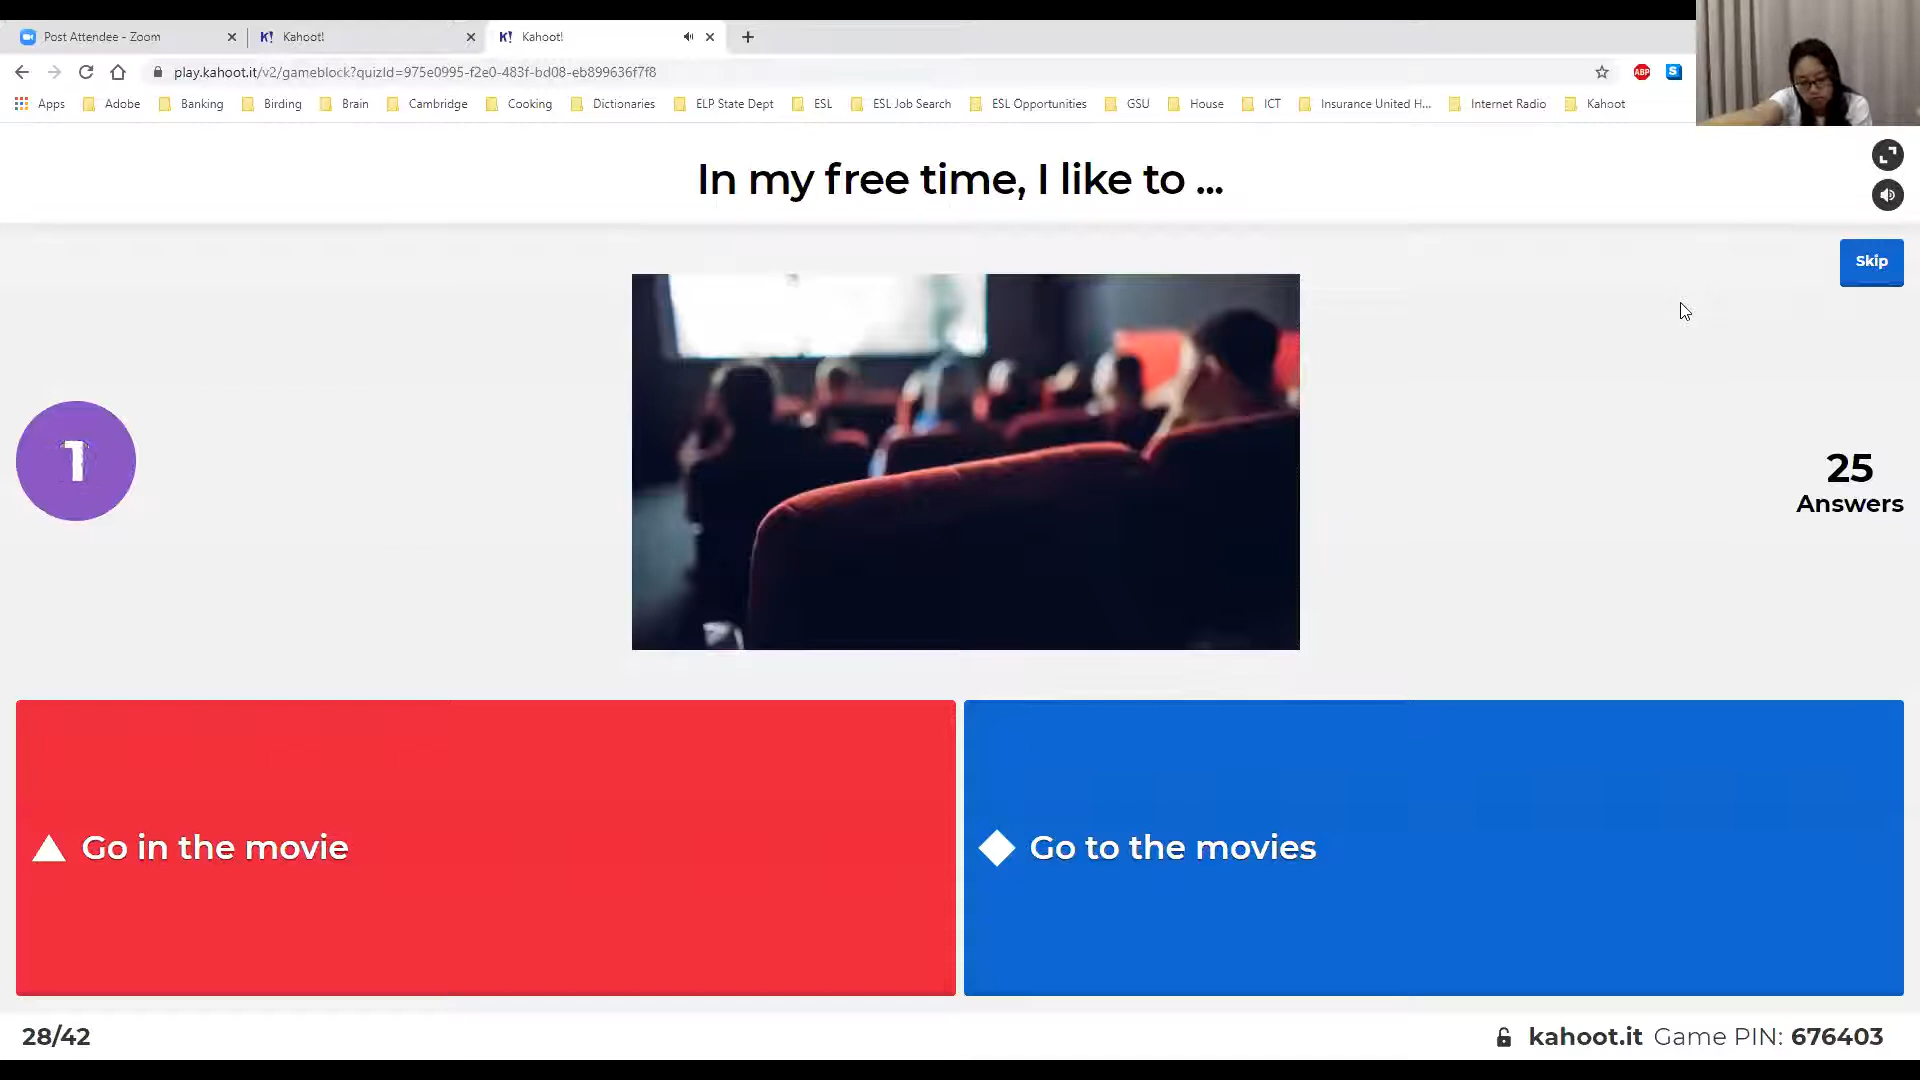 Post Attendee - Zoom
K! Kahoot!
K! Kahoot!
play.kahoot.it/v2/gameblock?quizId=975e0995-f2e0-483f-bd08-eb899636f7f8
ABP
S
Apps Adobe Banking Birding Brain Cambridge Cooking Dictionaries ELP State Dept ESL ESL Job Search ESL Opportunities GSU House ICT Insurance United H... Internet Radio Kahoot
In my free time, I like to ...
Skip
1
25
Answers
Go in the movie
Go to the movies
28/42
kahoot.it Game PIN: 676403